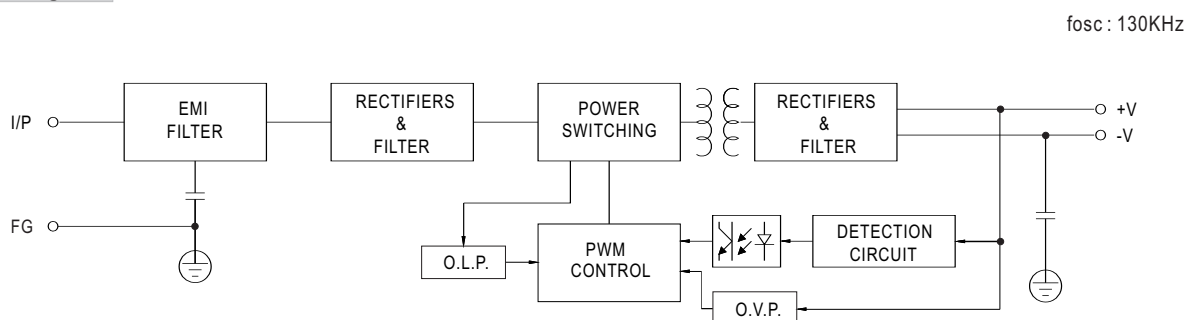 fosc : 130KHz
I/P
EMI
FILTER
RECTIFIERS
&
FILTER
POWER
SWITCHING
RECTIFIERS
&
FILTER
+V
-V
FG
O.L.P.
PWM
CONTROL
DETECTION
CIRCUIT
O.V.P.